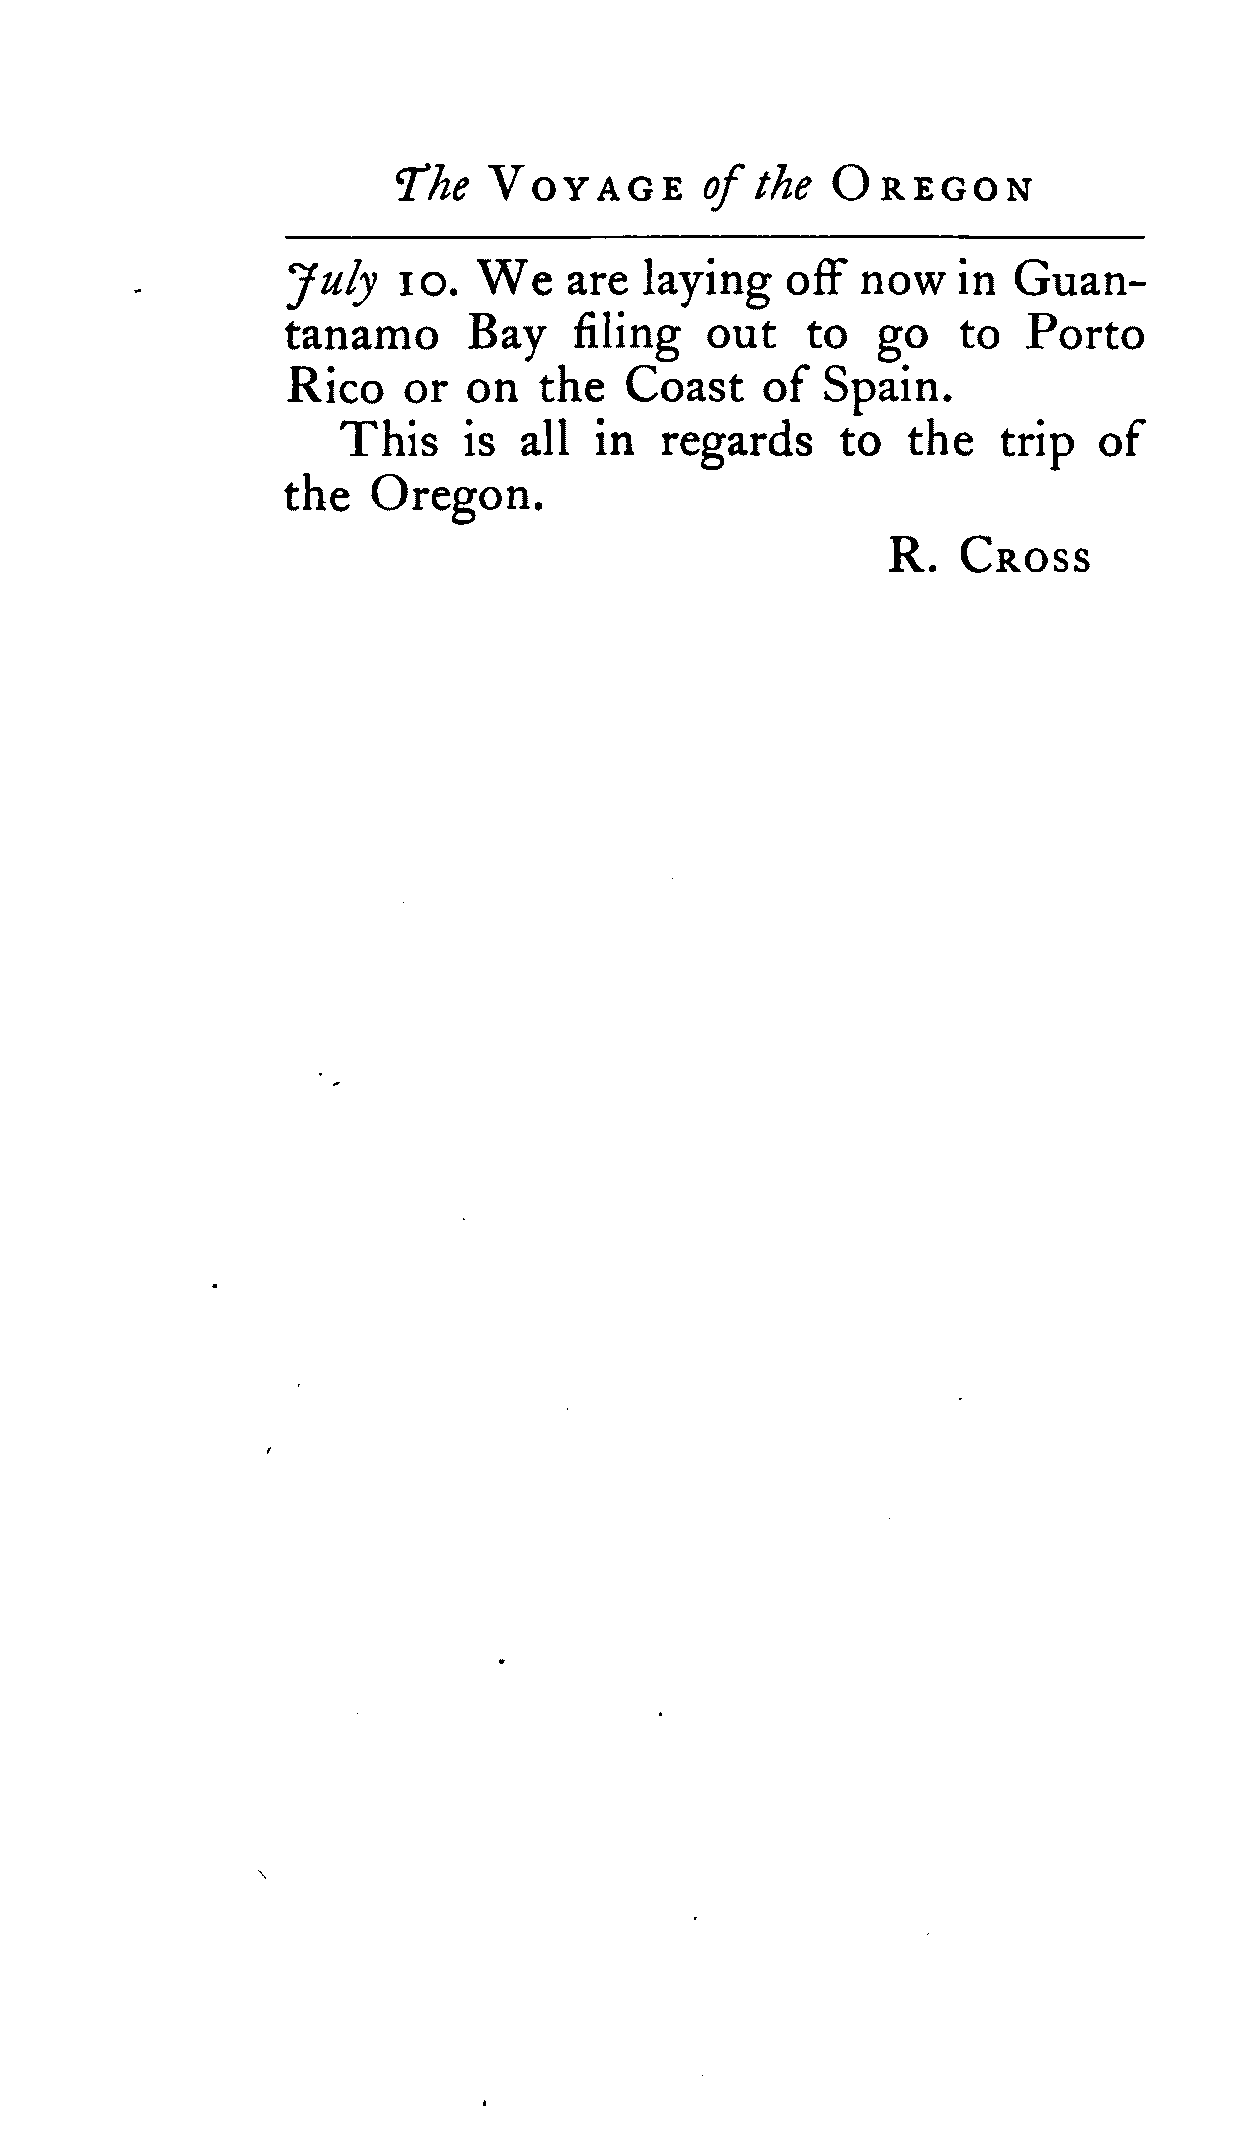 The VOYAGE of the OREGON
July 10. We are laying off now in Guan-
tanamo Bay filing out to go to Porto
Rico or on the Coast of Spain.
This is all in regards to the trip of
the Oregon.
R. CROSS